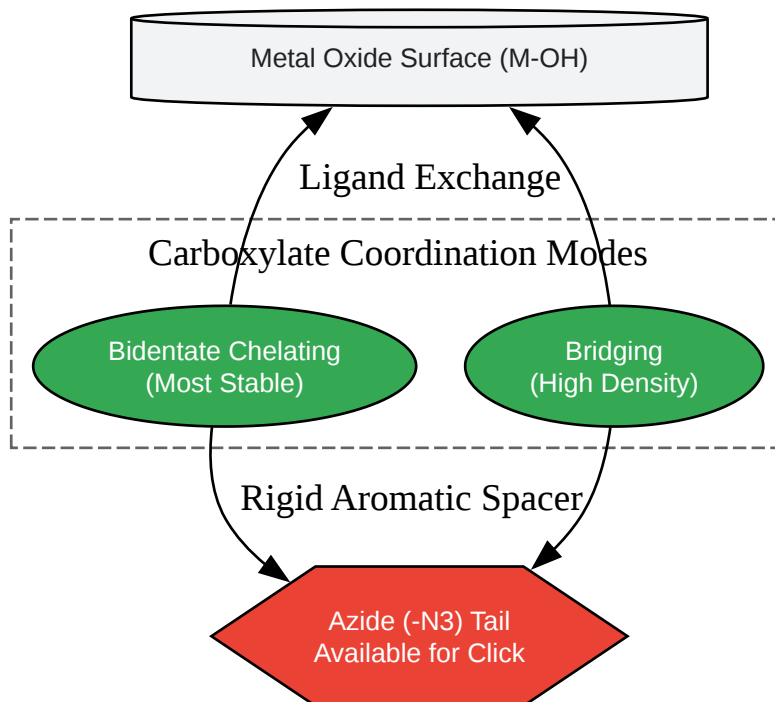 Metal Oxide Surface (M-OH)
Ligand Exchange
Carboxylate Coordination Modes
Bidentate Chelating
(Most Stable)
Bridging
(High Density)
Rigid Aromatic Spacer
Azide (-N3) Tail
Available for Click